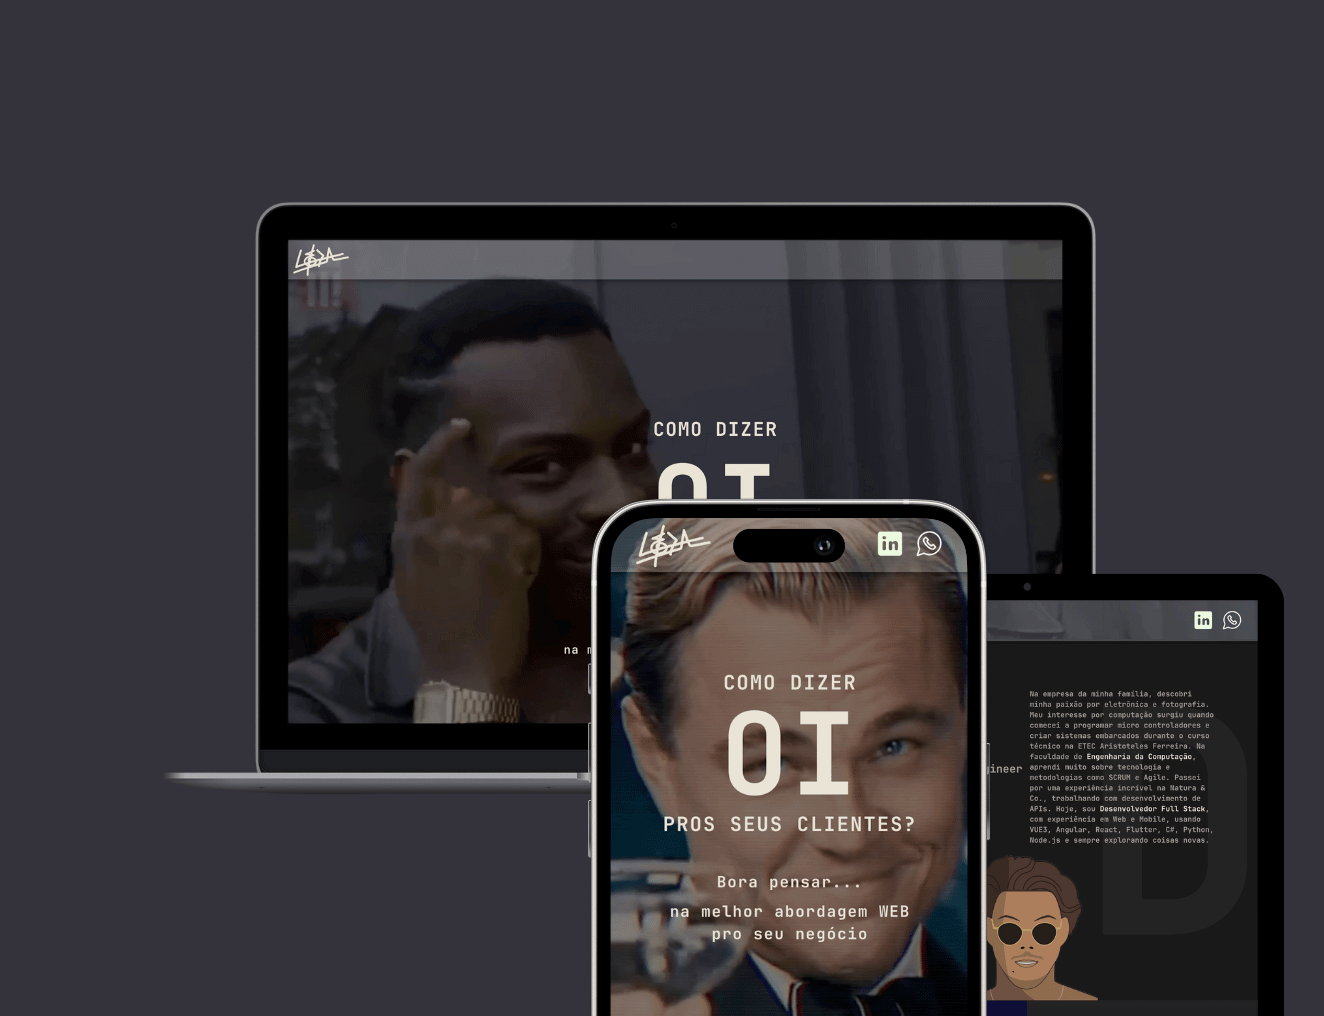 COMO DIZER
OI
na m
COMO DIZER
OI
PROS SEUS CLIENTES?
Bora pensar...
na melhor abordagem WEB
pro seu negócio
in
in
gineer
Na empresa da minha família, descobri
minha paixão por eletrônica e fotografia.
Meu interesse por computação surgiu quando
comecei a programar micro controladores e
criar sistemas embarcados durante o curso
técnico na ETEC Aristoteles Ferreira. Na
faculdade de Engenharia da Computação,
aprendi muito sobre tecnologia e
metodologias como SCRUM e Agile. Passei
por uma experiência incrível na Natura &
Co., trabalhando com desenvolvimento de
APIs. Hoje, sou Desenvolvedor Full Stack,
com experiência em Web e Mobile, usando
VUE3, Angular, React, Flutter, C#, Python,
Node.js e sempre explorando coisas novas.
D